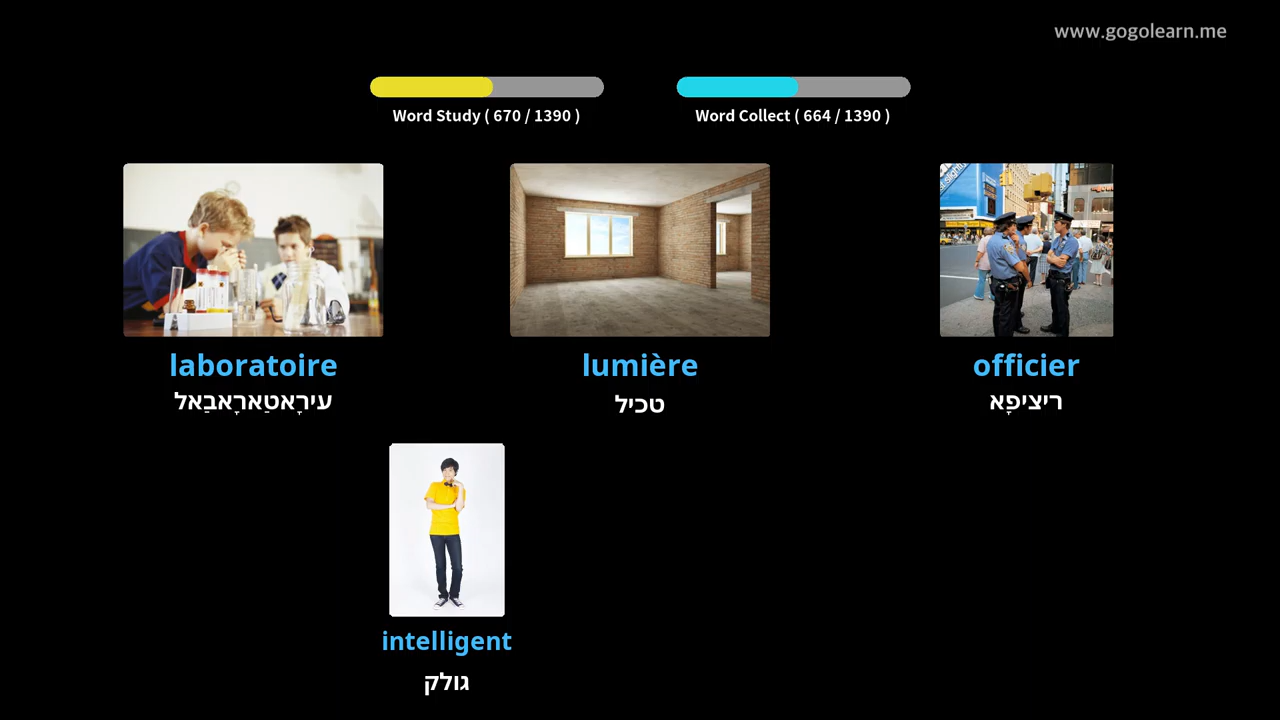 www.gogolearn.me
Word Study ( 670 / 1390 )
Word Collect ( 664 / 1390 )
laboratoire
עירָאטַארָאבַאל
lumière
טכיל
officier
ריציפָא
intelligent
גולק